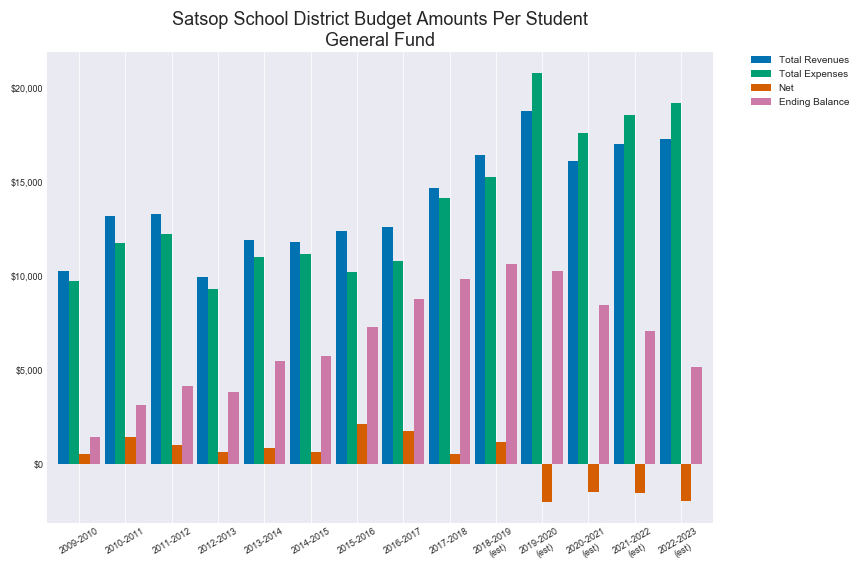 Satsop School District Budget Amounts Per Student
General Fund
Total Revenues
Total Expenses
Net
Ending Balance
$20,000
$15,000
$10,000
$5,000
$0
2009-2010
2010-2011
2011-2012
2012-2013
2013-2014
2014-2015
2015-2016
2016-2017
2017-2018
2018-2019
(est)
2019-2020
(est)
2020-2021
(est)
2021-2022
(est)
2022-2023
(est)